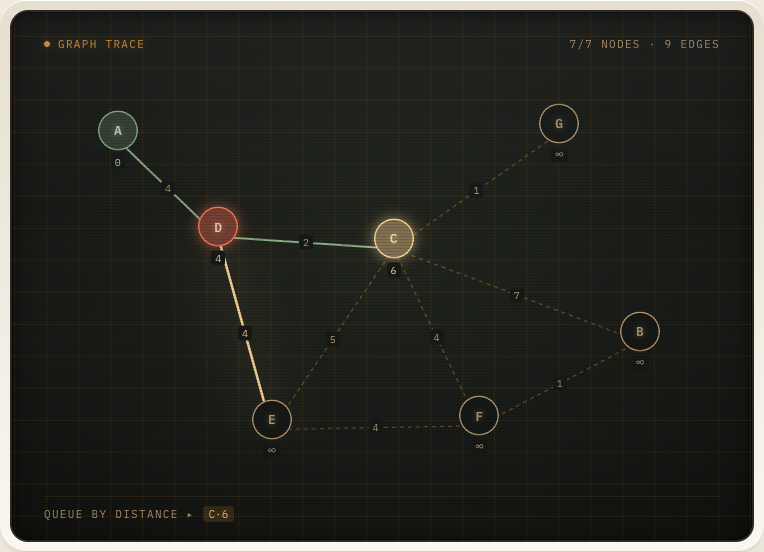 GRAPH TRACE
7/7 NODES · 9 EDGES
G
A
∞
0
4
1
D
C
4
2
6
7
B
4
5
4
∞
1
E
F
4
∞
∞
QUEUE BY DISTANCE ▸ C·6